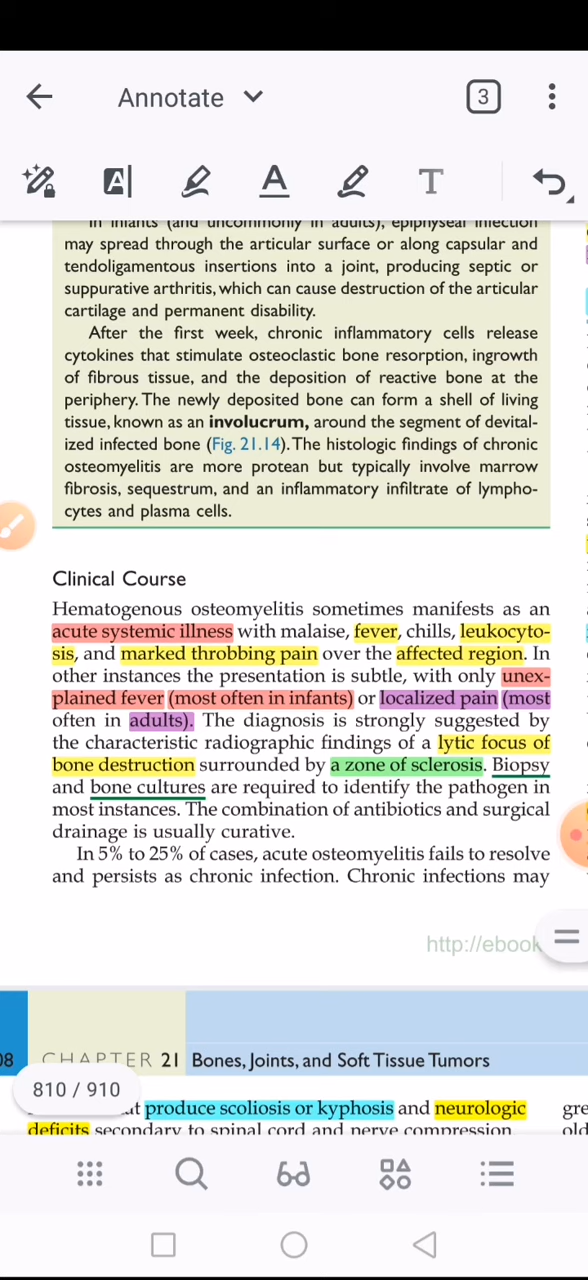 Annotate
3
A
A
T
In infants (and uncommonly in adults), epiphyseal infection
may spread through the articular surface or along capsular and
tendoligamentous insertions into a joint, producing septic or
suppurative arthritis, which can cause destruction of the articular
cartilage and permanent disability.
After the first week, chronic inflammatory cells release
cytokines that stimulate osteoclastic bone resorption, ingrowth
of fibrous tissue, and the deposition of reactive bone at the
periphery. The newly deposited bone can form a shell of living
tissue, known as an involucrum, around the segment of devital-
ized infected bone (Fig. 21.14). The histologic findings of chronic
osteomyelitis are more protean but typically involve marrow
fibrosis, sequestrum, and an inflammatory infiltrate of lympho-
cytes and plasma cells.
Clinical Course
Hematogenous osteomyelitis sometimes manifests as an
acute systemic illness with malaise, fever, chills, leukocyto-
sis, and marked throbbing pain over the affected region. In
other instances the presentation is subtle, with only unex-
plained fever (most often in infants) or localized pain (most
often in adults). The diagnosis is strongly suggested by
the characteristic radiographic findings of a lytic focus of
bone destruction surrounded by a zone of sclerosis. Biopsy
and bone cultures are required to identify the pathogen in
most instances. The combination of antibiotics and surgical
drainage is usually curative.
In 5% to 25% of cases, acute osteomyelitis fails to resolve
and persists as chronic infection. Chronic infections may
http://ebook
08 CHAPTER 21 Bones, Joints, and Soft Tissue Tumors
810 / 910
at produce scoliosis or kyphosis and neurologic
deficits secondary to spinal cord and nerve compression
gre
old